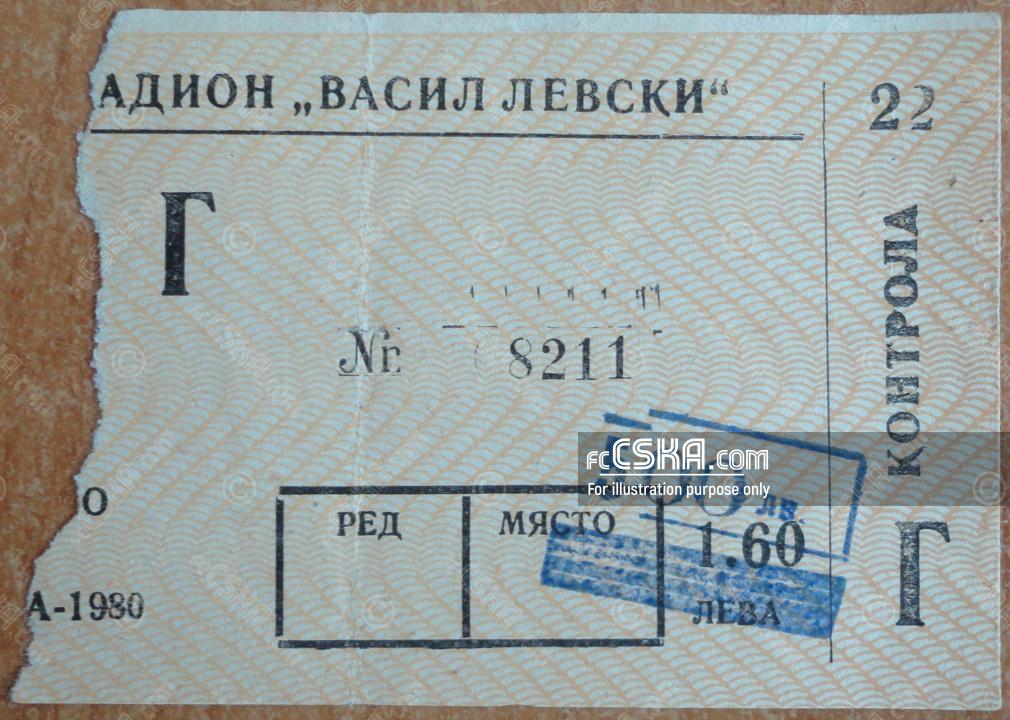 АДИОН „ВАСИЛ ЛЕВСКИ“
22
Г
КОНТРОЛА
№ 8211
fcCSKA.com
For illustration purpose only
лв.
О
РЕД
МЯСТО
1.60
ЛЕВА
Г
А-1980